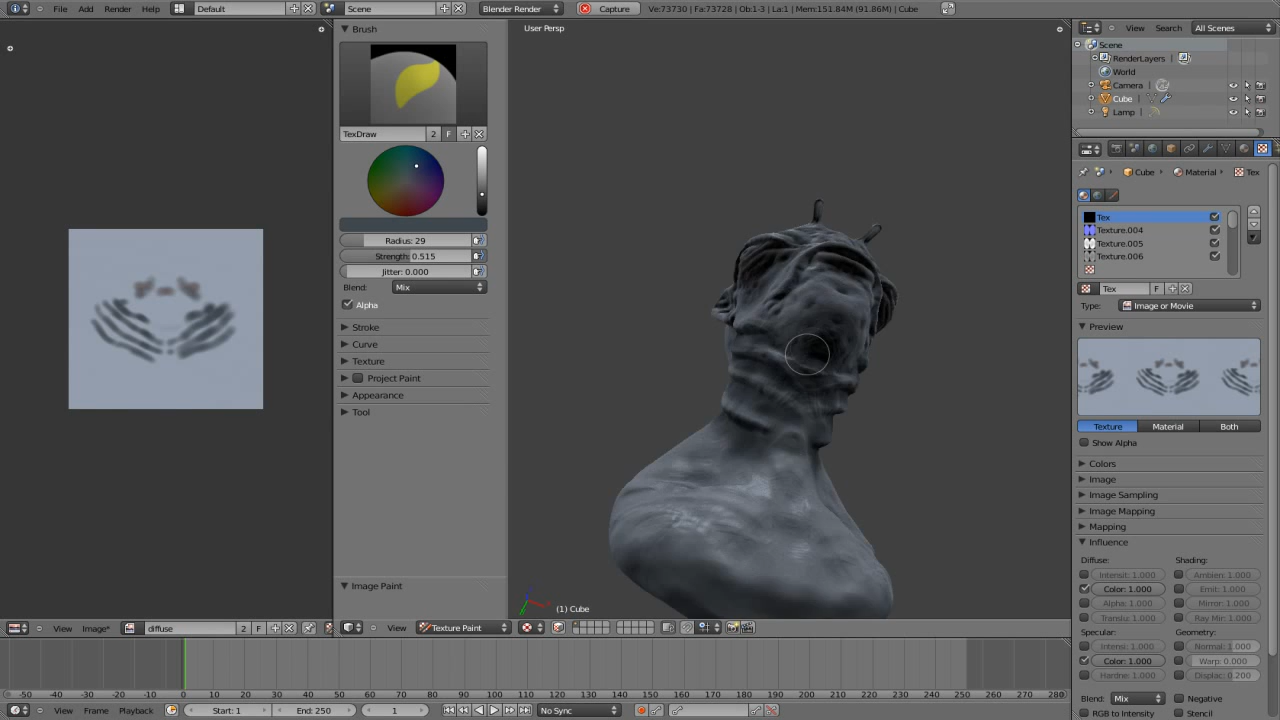 File Add Render Help Default Scene Blender Render Capture Ve:73730 | Fa:73728 | Ob:1-3 | La:1 | Mem:151.84M (91.86M) | Cube
Brush
TexDraw 2 F
Radius: 29
Strength: 0.515
Jitter: 0.000
Blend: Mix
Alpha
Stroke
Curve
Texture
Project Paint
Appearance
Tool
Image Paint
User Persp
(1) Cube
View Search All Scenes
Scene
RenderLayers
World
Camera
Cube
Lamp
Cube Material Tex
Tex
Texture.004
Texture.005
Texture.006
Tex F
Type: Image or Movie
Preview
Texture Material Both
Show Alpha
Colors
Image
Image Sampling
Image Mapping
Mapping
Influence
Diffuse: Shading:
Intensit: 1.000 Ambien: 1.000
Color: 1.000 Emit: 1.000
Alpha: 1.000 Mirror: 1.000
Translu: 1.000 Ray Mir: 1.000
Specular: Geometry:
Intensi: 1.000 Normal: 1.000
Color: 1.000 Warp: 0.000
Hardne: 1.000 Displac: 0.200
Blend: Mix Negative
RGB to Intensity Stencil
View Image* diffuse 2 F
View Texture Paint
-50 -40 -30 -20 -10 0 10 20 30 40 50 60 70 80 90 100 110 120 130 140 150 160 170 180 190 200 210 220 230 240 250 260 270 280
View Frame Playback Start: 1 End: 250 1 No Sync